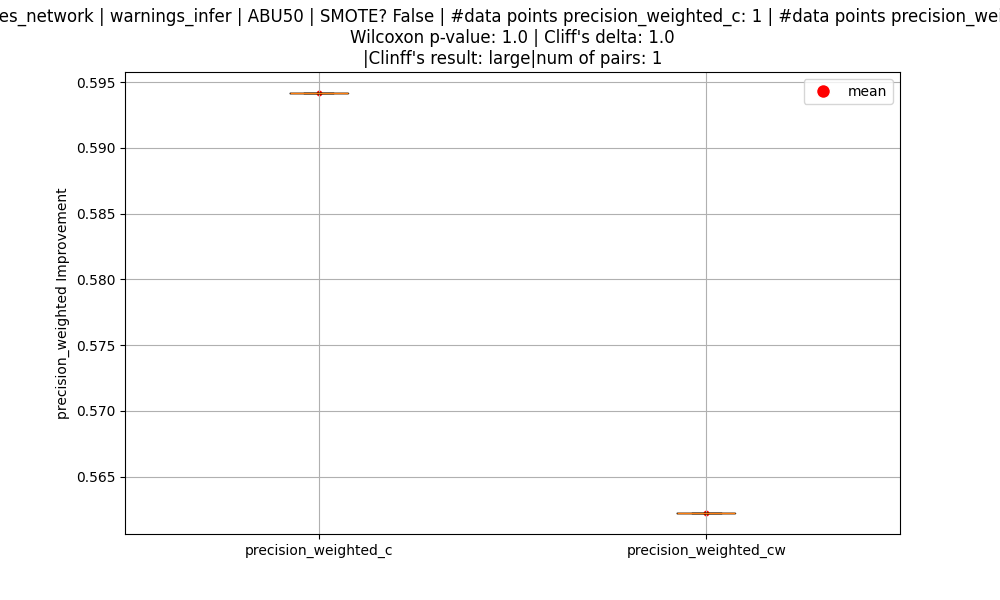 es_network | warnings_infer | ABU50 | SMOTE? False | #data points precision_weighted_c: 1 | #data points precision_wei
Wilcoxon p-value: 1.0 | Cliff's delta: 1.0
|Clinff's result: large|num of pairs: 1
mean
0.595
0.590
0.585
0.580
0.575
0.570
0.565
precision_weighted Improvement
precision_weighted_c
precision_weighted_cw